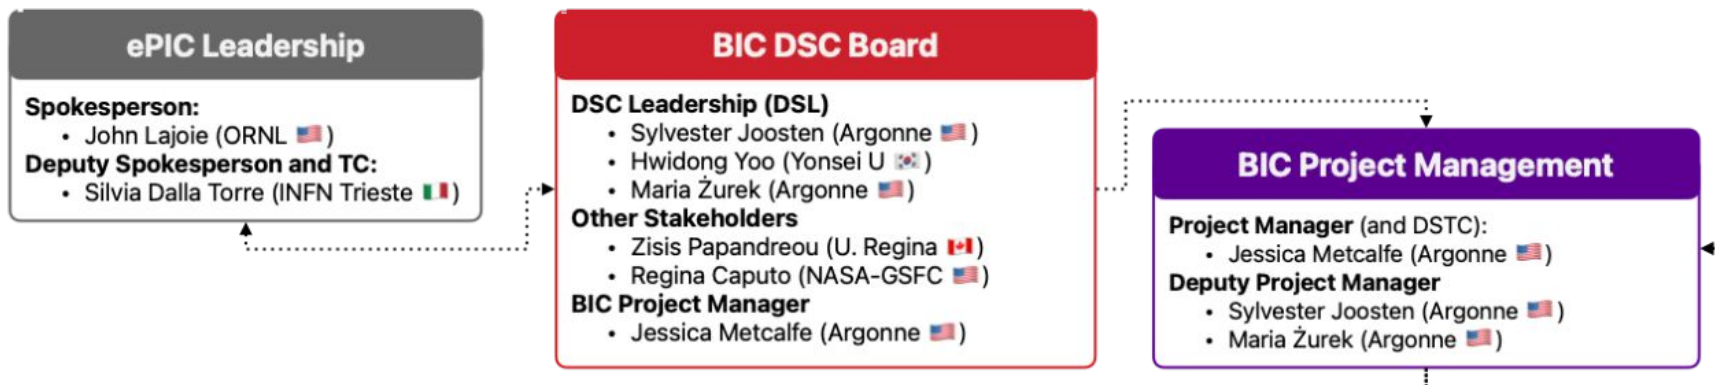 ePIC Leadership
Spokesperson:
• John Lajoie (ORNL 🇺🇸)
Deputy Spokesperson and TC:
• Silvia Dalla Torre (INFN Trieste 🇮🇹)
BIC DSC Board
DSC Leadership (DSL)
• Sylvester Joosten (Argonne 🇺🇸)
• Hwidong Yoo (Yonsei U 🇰🇷)
• Maria Żurek (Argonne 🇺🇸)
Other Stakeholders
• Zisis Papandreou (U. Regina 🇨🇦)
• Regina Caputo (NASA-GSFC 🇺🇸)
BIC Project Manager
• Jessica Metcalfe (Argonne 🇺🇸)
BIC Project Management
Project Manager (and DSTC):
• Jessica Metcalfe (Argonne 🇺🇸)
Deputy Project Manager
• Sylvester Joosten (Argonne 🇺🇸)
• Maria Żurek (Argonne 🇺🇸)